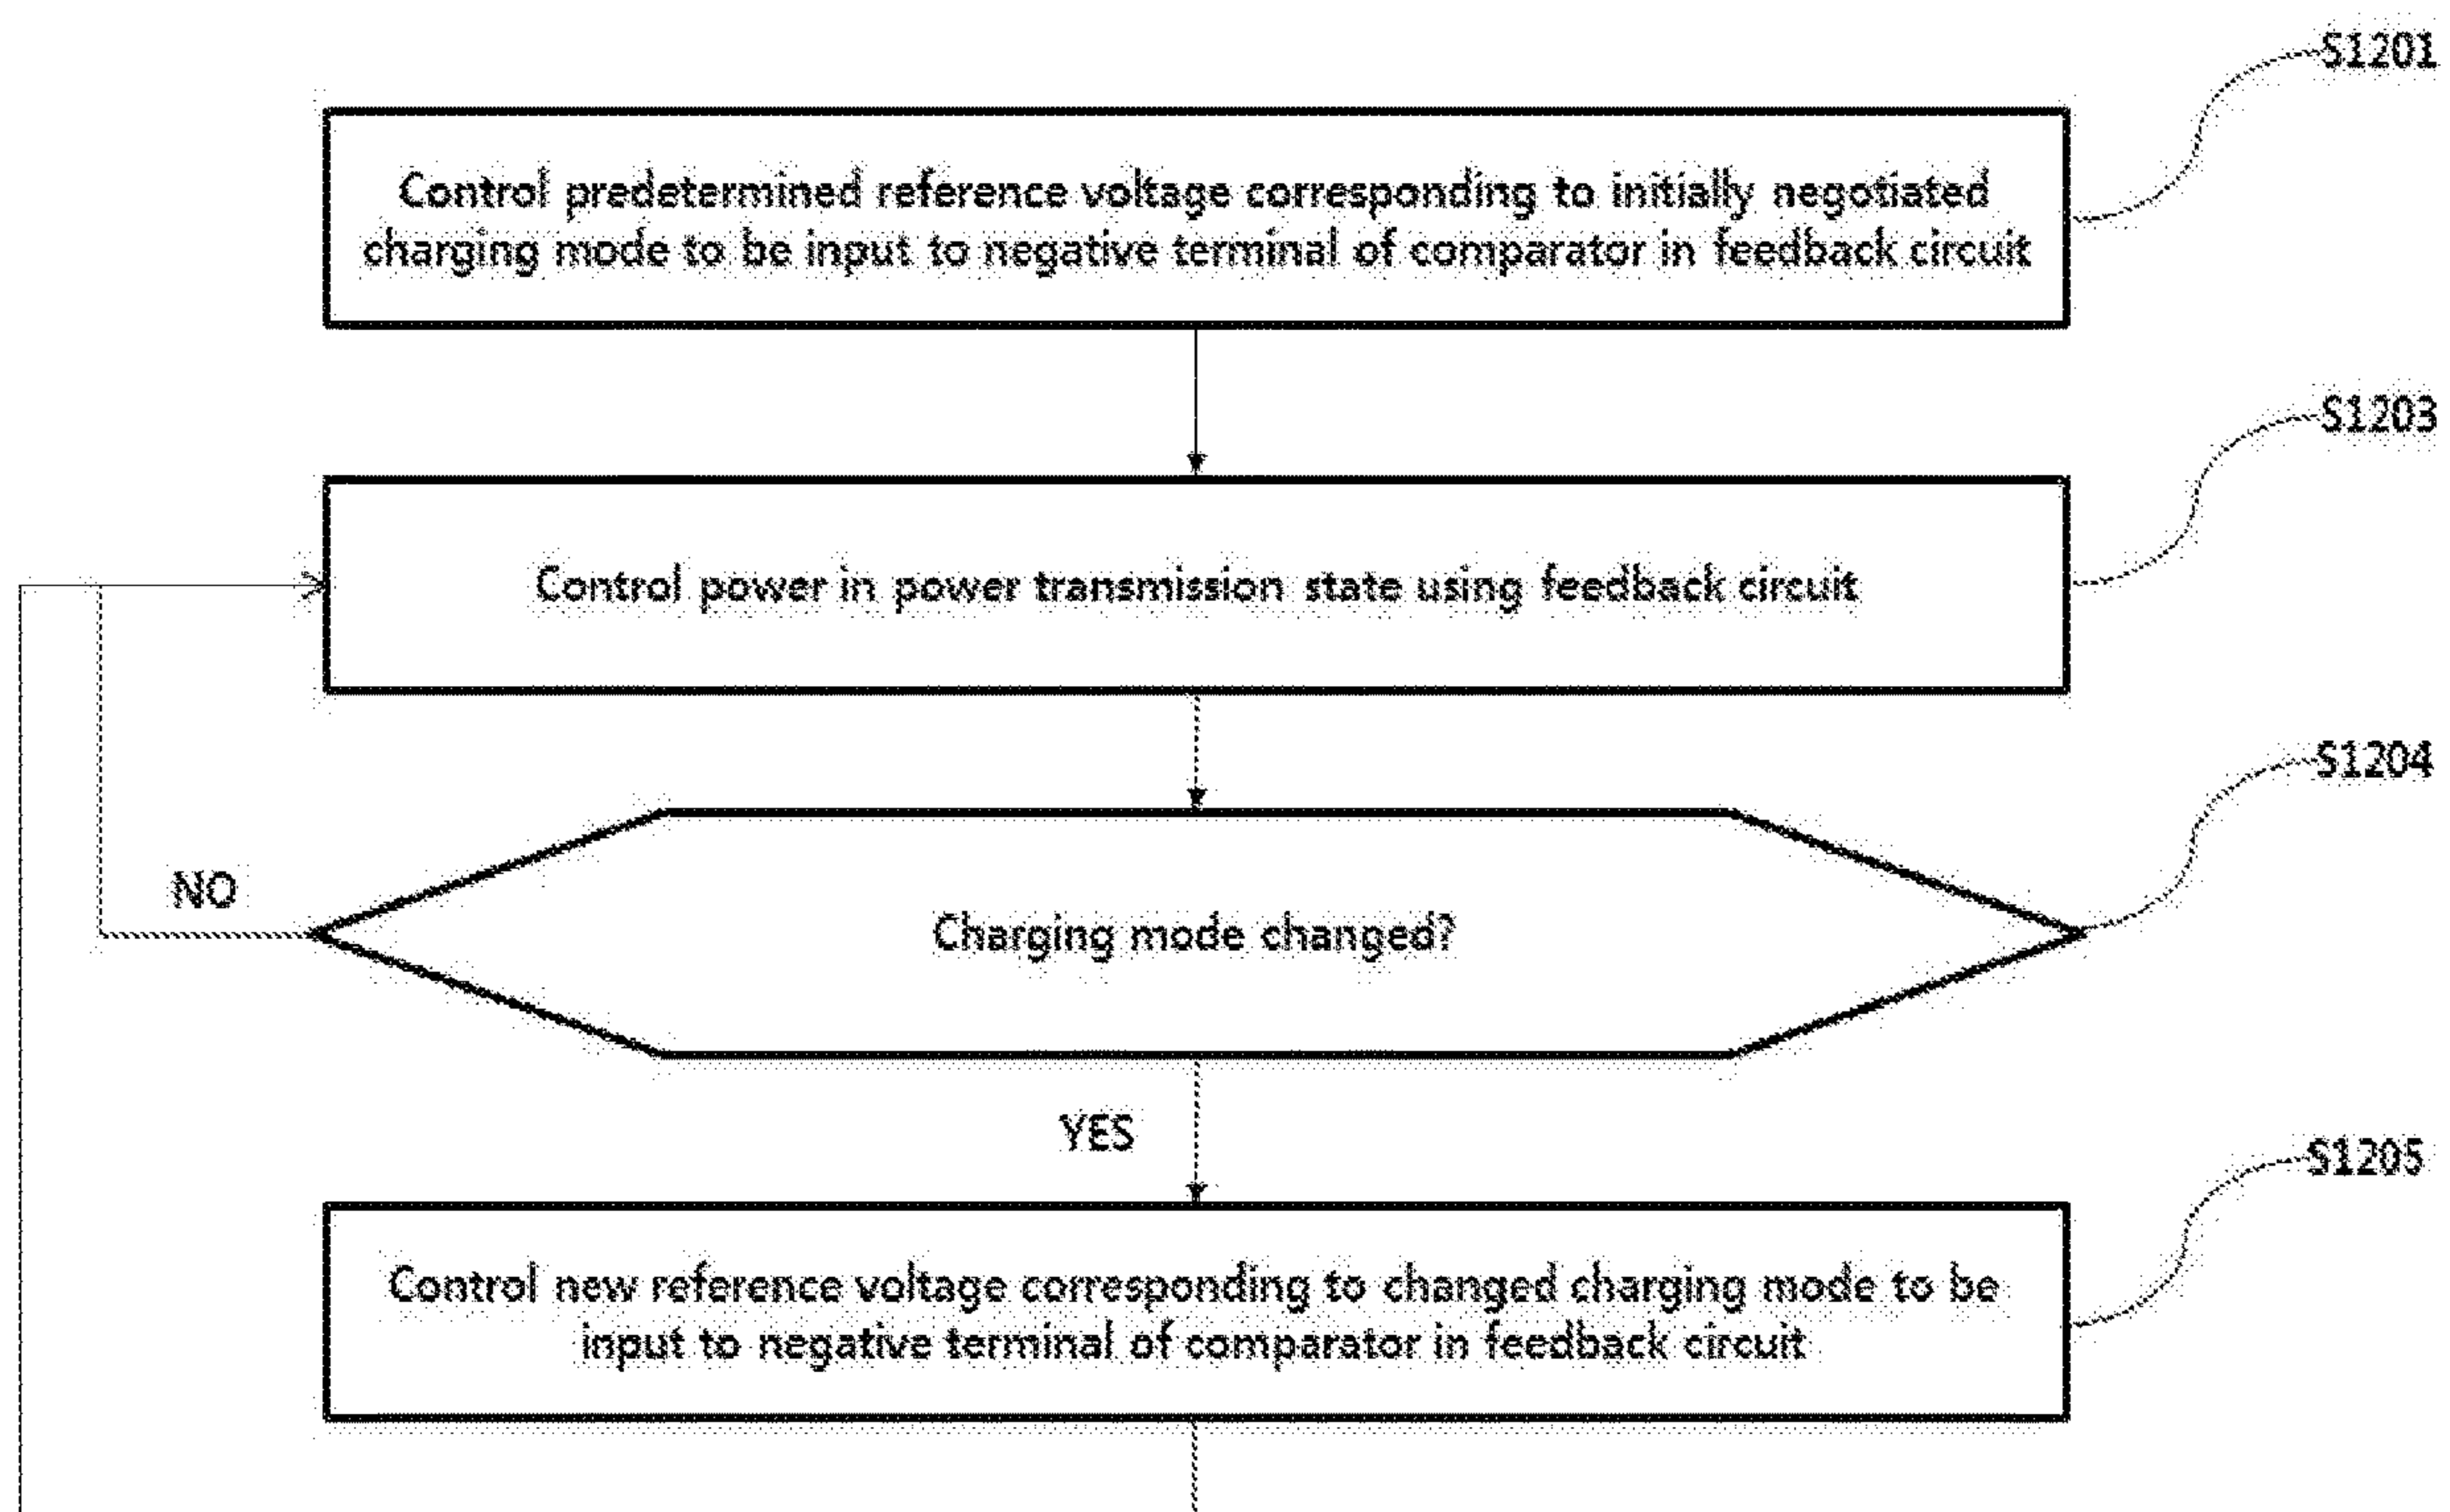 S1201
Control predetermined reference voltage corresponding to initially negotiated
charging mode to be input to negative terminal of comparator in feedback circuit
S1203
Control power in power transmission state using feedback circuit
S1204
NO
Charging mode changed?
YES
S1205
Control new reference voltage corresponding to changed charging mode to be
input to negative terminal of comparator in feedback circuit